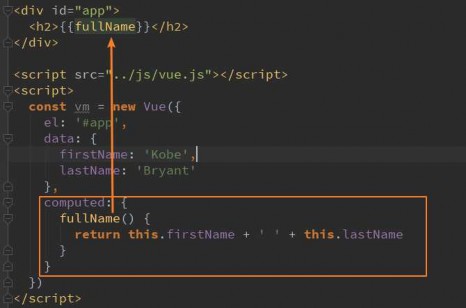 <div id="app">
  <h2>{{fullName}}</h2>
</div>

<script src="../js/vue.js"></script>
<script>
  const vm = new Vue({
    el: '#app',
    data: {
      firstName: 'Kobe',
      lastName: 'Bryant'
    },
    computed: {
      fullName() {
        return this.firstName + ' ' + this.lastName
      }
    }
  })
</script>